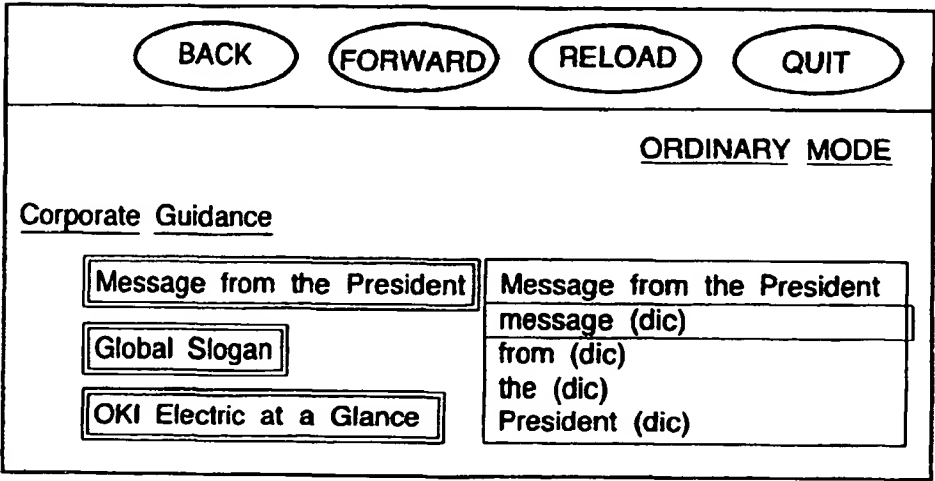 BACK FORWARD RELOAD QUIT
ORDINARY MODE
Corporate Guidance
Message from the President
Global Slogan
OKI Electric at a Glance
Message from the President
message (dic)
from (dic)
the (dic)
President (dic)